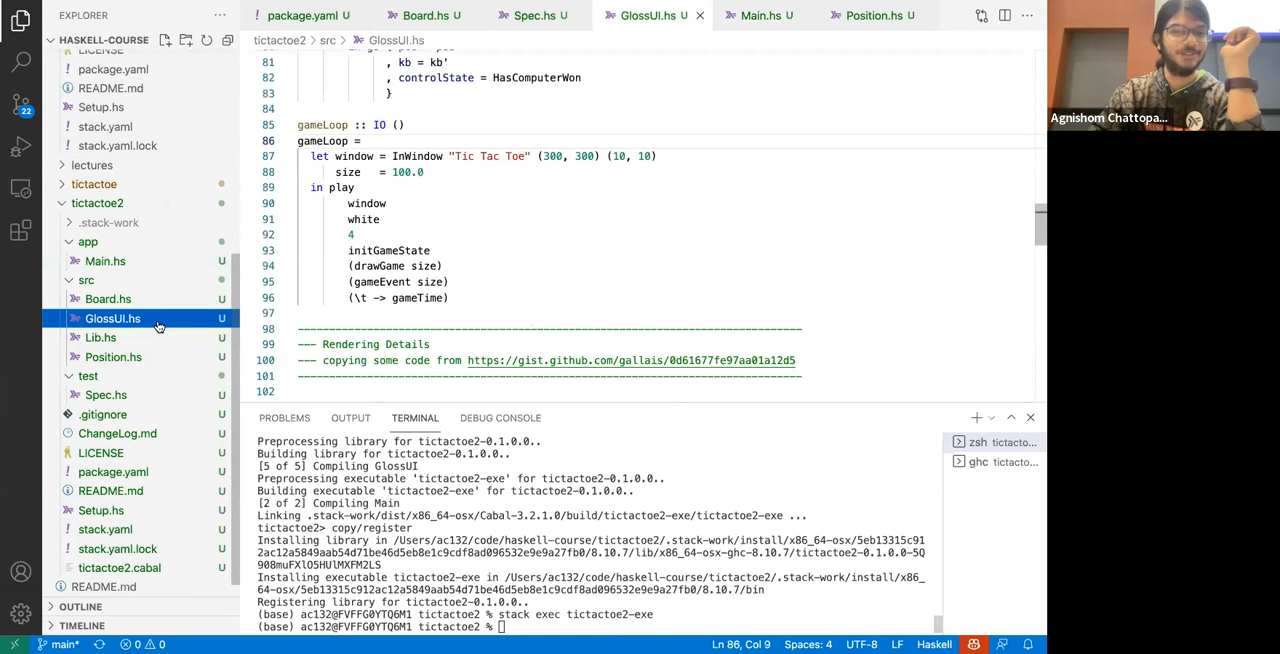 EXPLORER
HASKELL-COURSE
LICENSE
package.yaml
README.md
Setup.hs
stack.yaml
stack.yaml.lock
lectures
tictactoe
tictactoe2
.stack-work
app
Main.hs U
src
Board.hs U
GlossUI.hs U
Lib.hs U
Position.hs U
test
Spec.hs U
.gitignore U
ChangeLog.md U
LICENSE U
package.yaml U
README.md U
Setup.hs U
stack.yaml U
stack.yaml.lock U
tictactoe2.cabal U
README.md
OUTLINE
TIMELINE
22
package.yaml U Board.hs U Spec.hs U GlossUI.hs U Main.hs U Position.hs U
tictactoe2 > src > GlossUI.hs
81 , kb = kb'
82 , controlState = HasComputerWon
83 }
84
85 gameLoop :: IO ()
86 gameLoop =
87 let window = InWindow "Tic Tac Toe" (300, 300) (10, 10)
88 size = 100.0
89 in play
90 window
91 white
92 4
93 initGameState
94 (drawGame size)
95 (gameEvent size)
96 (\t -> gameTime)
97
98 --------------------------------------------------------------------------------
99 --- Rendering Details
100 --- copying some code from https://gist.github.com/gallais/0d61677fe97aa01a12d5
101 --------------------------------------------------------------------------------
102
PROBLEMS OUTPUT TERMINAL DEBUG CONSOLE
Preprocessing library for tictactoe2-0.1.0.0..
Building library for tictactoe2-0.1.0.0..
[5 of 5] Compiling GlossUI
Preprocessing executable 'tictactoe2-exe' for tictactoe2-0.1.0.0..
Building executable 'tictactoe2-exe' for tictactoe2-0.1.0.0..
[2 of 2] Compiling Main
Linking .stack-work/dist/x86_64-osx/Cabal-3.2.1.0/build/tictactoe2-exe/tictactoe2-exe ...
tictactoe2> copy/register
Installing library in /Users/ac132/code/haskell-course/tictactoe2/.stack-work/install/x86_64-osx/5eb13315c91
2ac12a5849aab54d71be46d5eb8e1c9cdf8ad096532e9e9a27fb0/8.10.7/lib/x86_64-osx-ghc-8.10.7/tictactoe2-0.1.0.0-5Q
908muFXlO5HUlMXFM2LS
Installing executable tictactoe2-exe in /Users/ac132/code/haskell-course/tictactoe2/.stack-work/install/x86_
64-osx/5eb13315c912ac12a5849aab54d71be46d5eb8e1c9cdf8ad096532e9e9a27fb0/8.10.7/bin
Registering library for tictactoe2-0.1.0.0..
(base) ac132@FVFFG0YTQ6M1 tictactoe2 % stack exec tictactoe2-exe
(base) ac132@FVFFG0YTQ6M1 tictactoe2 %
zsh tictacto...
ghc tictacto...
main* 0 0 Ln 86, Col 9 Spaces: 4 UTF-8 LF Haskell
Agnishom Chattopa...